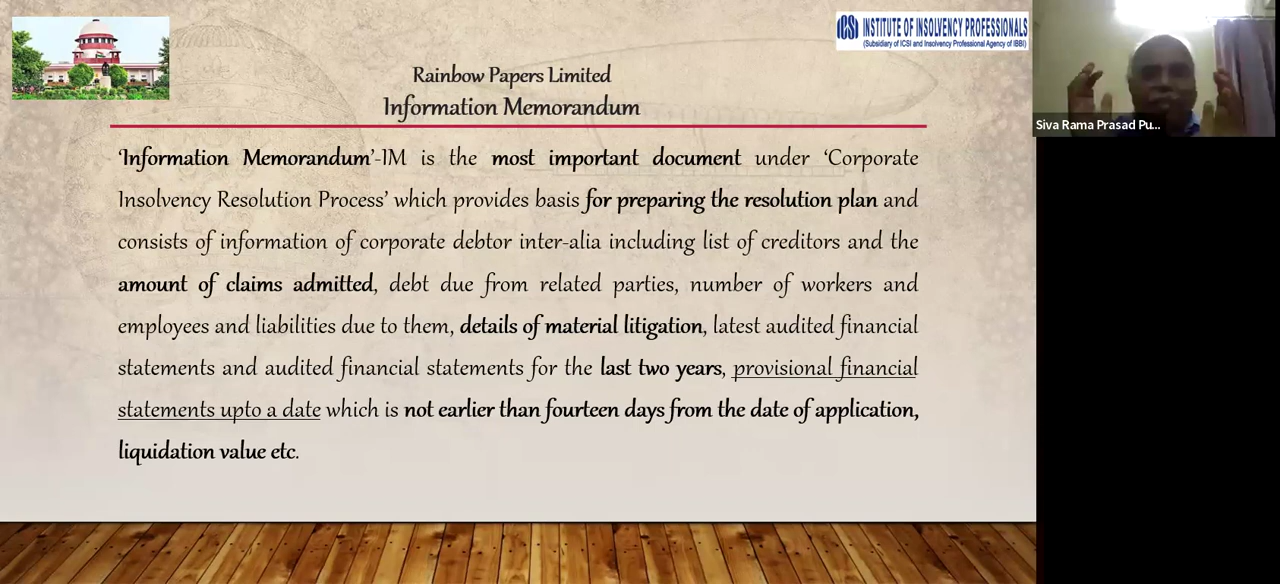 ICSI INSTITUTE OF INSOLVENCY PROFESSIONALS
(Subsidiary of ICSI and Insolvency Professional Agency of IBBI)
Rainbow Papers Limited
Information Memorandum
Siva Rama Prasad Pu...
'Information Memorandum'-IM is the most important document under 'Corporate
Insolvency Resolution Process' which provides basis for preparing the resolution plan and
consists of information of corporate debtor inter-alia including list of creditors and the
amount of claims admitted, debt due from related parties, number of workers and
employees and liabilities due to them, details of material litigation, latest audited financial
statements and audited financial statements for the last two years, provisional financial
statements upto a date which is not earlier than fourteen days from the date of application,
liquidation value etc.